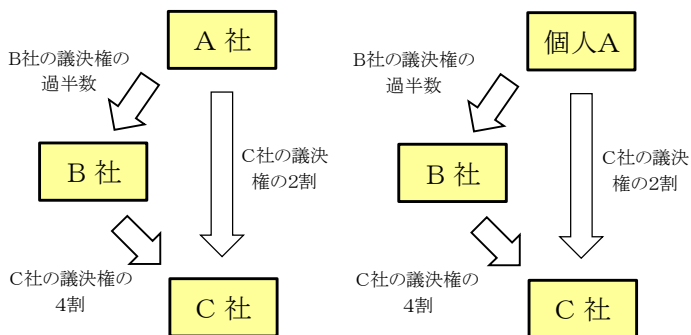 A 社
B社の議決権の
過半数
B 社
C社の議決
権の2割
C社の議決権の
4割
C 社
個人A
B社の議決権の
過半数
B 社
C社の議決
権の2割
C社の議決権の
4割
C 社